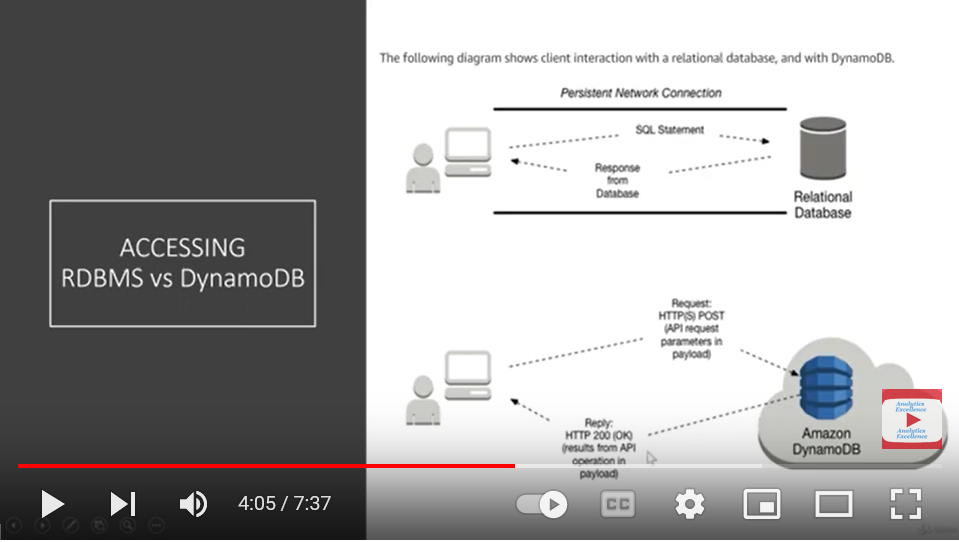 The following diagram shows client interaction with a relational database, and with DynamoDB.
Persistent Network Connection
SQL Statement
Response
from
Database
Relational
Database
ACCESSING
RDBMS vs DynamoDB
Request:
HTTP(S) POST
(API request
parameters in
payload)
Reply:
HTTP 200 (OK)
(results from API
operation in
payload)
Amazon
DynamoDB
Analytics
Excellence
Analytics
Excellence
4:05 / 7:37
CC